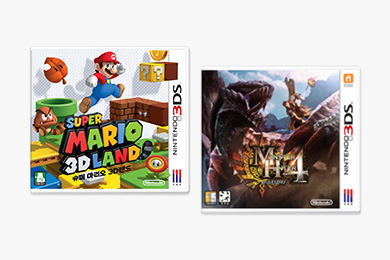 SUPER
MARIO
3D LAND
슈퍼 마리오 3D랜드
Nintendo
NINTENDO 3DS
MH4
Nintendo
NINTENDO 3DS